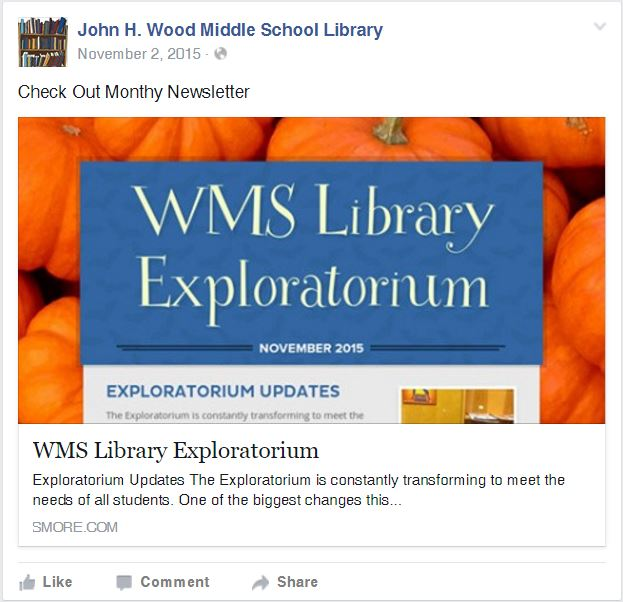 John H. Wood Middle School Library
November 2, 2015 ·
Check Out Monthy Newsletter
WMS Library
Exploratorium
NOVEMBER 2015
EXPLORATORIUM UPDATES
The Exploratorium is constantly transforming to meet the
WMS Library Exploratorium
Exploratorium Updates The Exploratorium is constantly transforming to meet the
needs of all students. One of the biggest changes this...
SMORE.COM
Like Comment Share